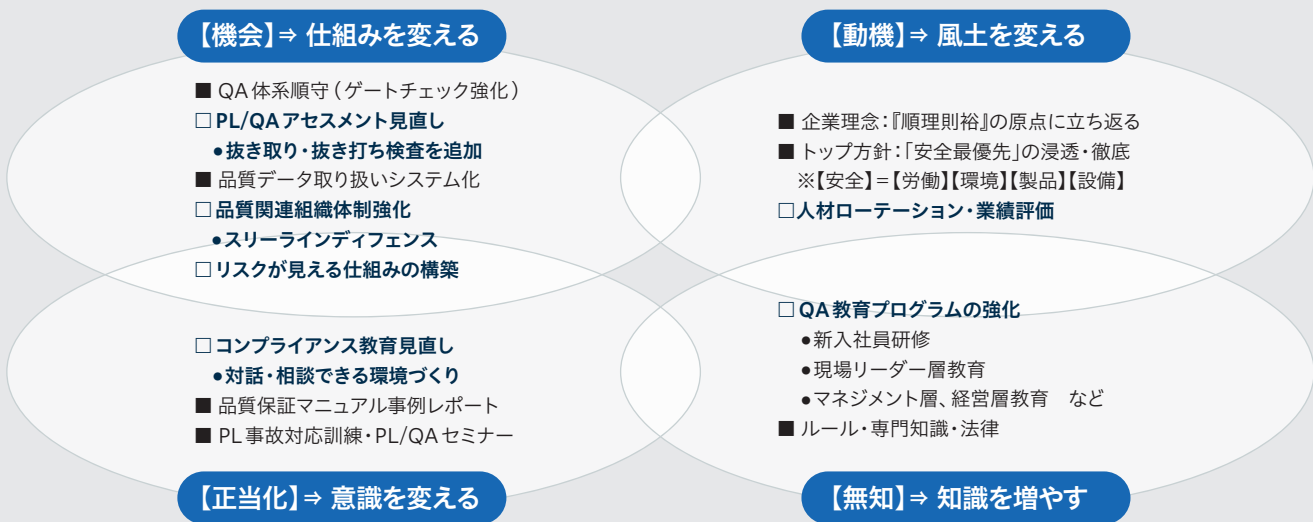 【機会】⇒ 仕組みを変える
■ QA体系順守(ゲートチェック強化)
□ PL/QAアセスメント見直し
●抜き取り・抜き打ち検査を追加
■ 品質データ取り扱いシステム化
□ 品質関連組織体制強化
●スリーラインディフェンス
□ リスクが見える仕組みの構築
【動機】⇒ 風土を変える
■ 企業理念:『順理則裕』の原点に立ち返る
■ トップ方針:「安全最優先」の浸透・徹底
※【安全】=【労働】【環境】【製品】【設備】
□人材ローテーション・業績評価
□ コンプライアンス教育見直し
●対話・相談できる環境づくり
■ 品質保証マニュアル事例レポート
■ PL事故対応訓練・PL/QAセミナー
【正当化】⇒ 意識を変える
□ QA教育プログラムの強化
●新入社員研修
●現場リーダー層教育
●マネジメント層、経営層教育 など
■ ルール・専門知識・法律
【無知】⇒ 知識を増やす